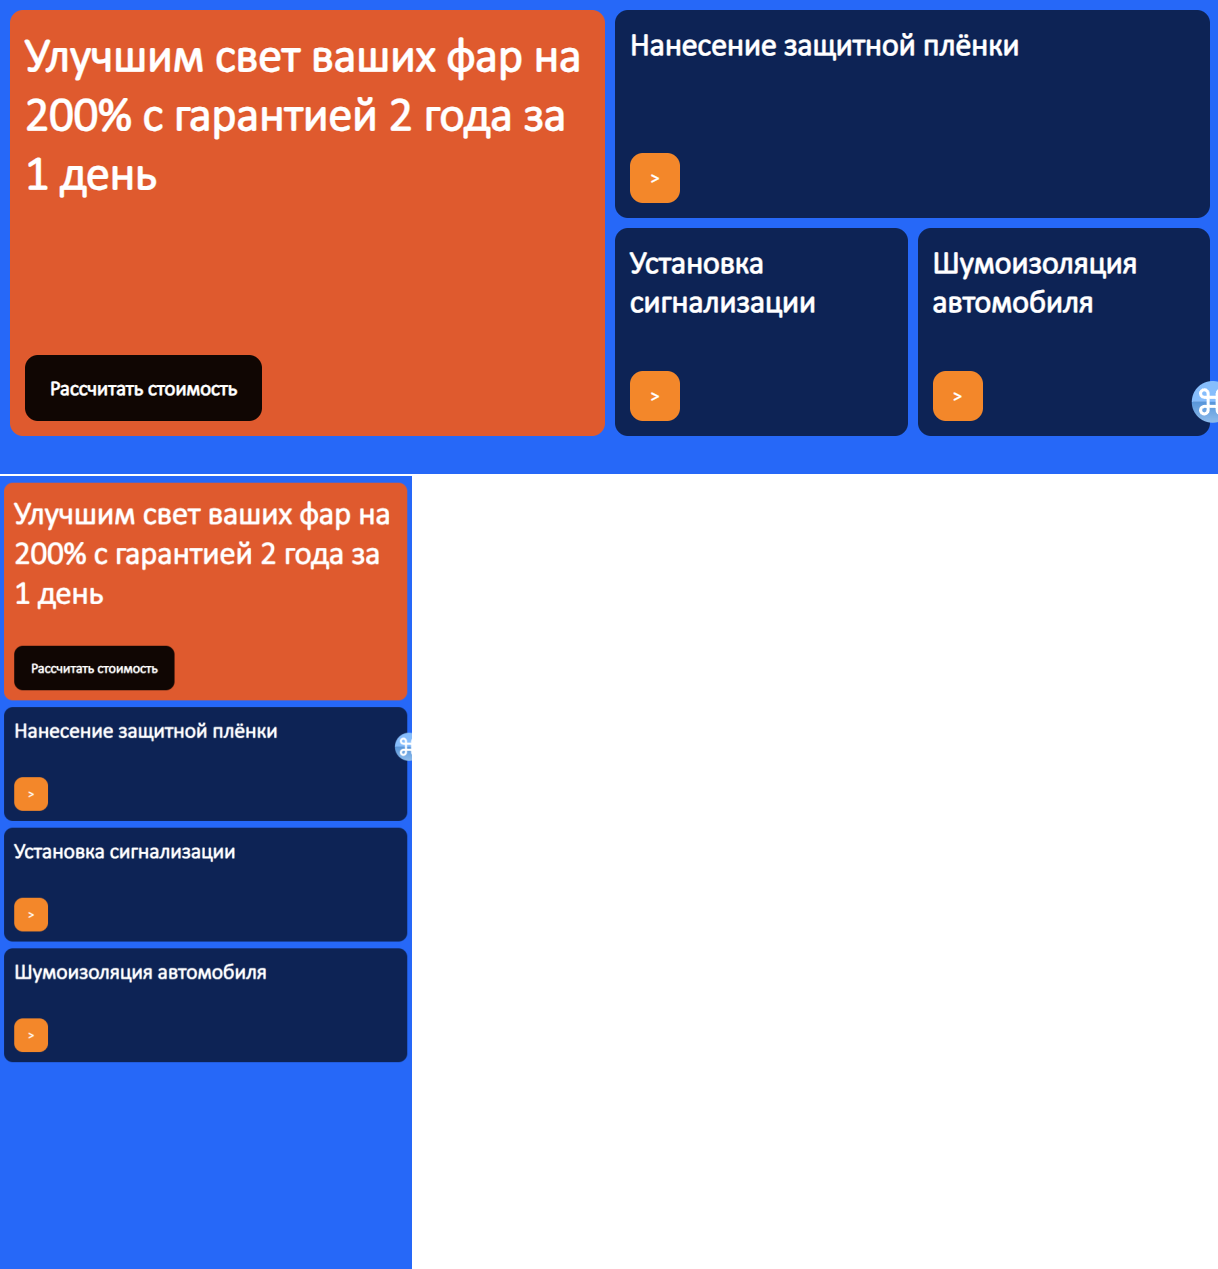 Улучшим свет ваших фар на
200% с гарантией 2 года за
1 день
Рассчитать стоимость
Нанесение защитной плёнки
>
Установка
сигнализации
>
Шумоизоляция
автомобиля
>
Улучшим свет ваших фар на
200% с гарантией 2 года за
1 день
Рассчитать стоимость
Нанесение защитной плёнки
>
Установка сигнализации
>
Шумоизоляция автомобиля
>